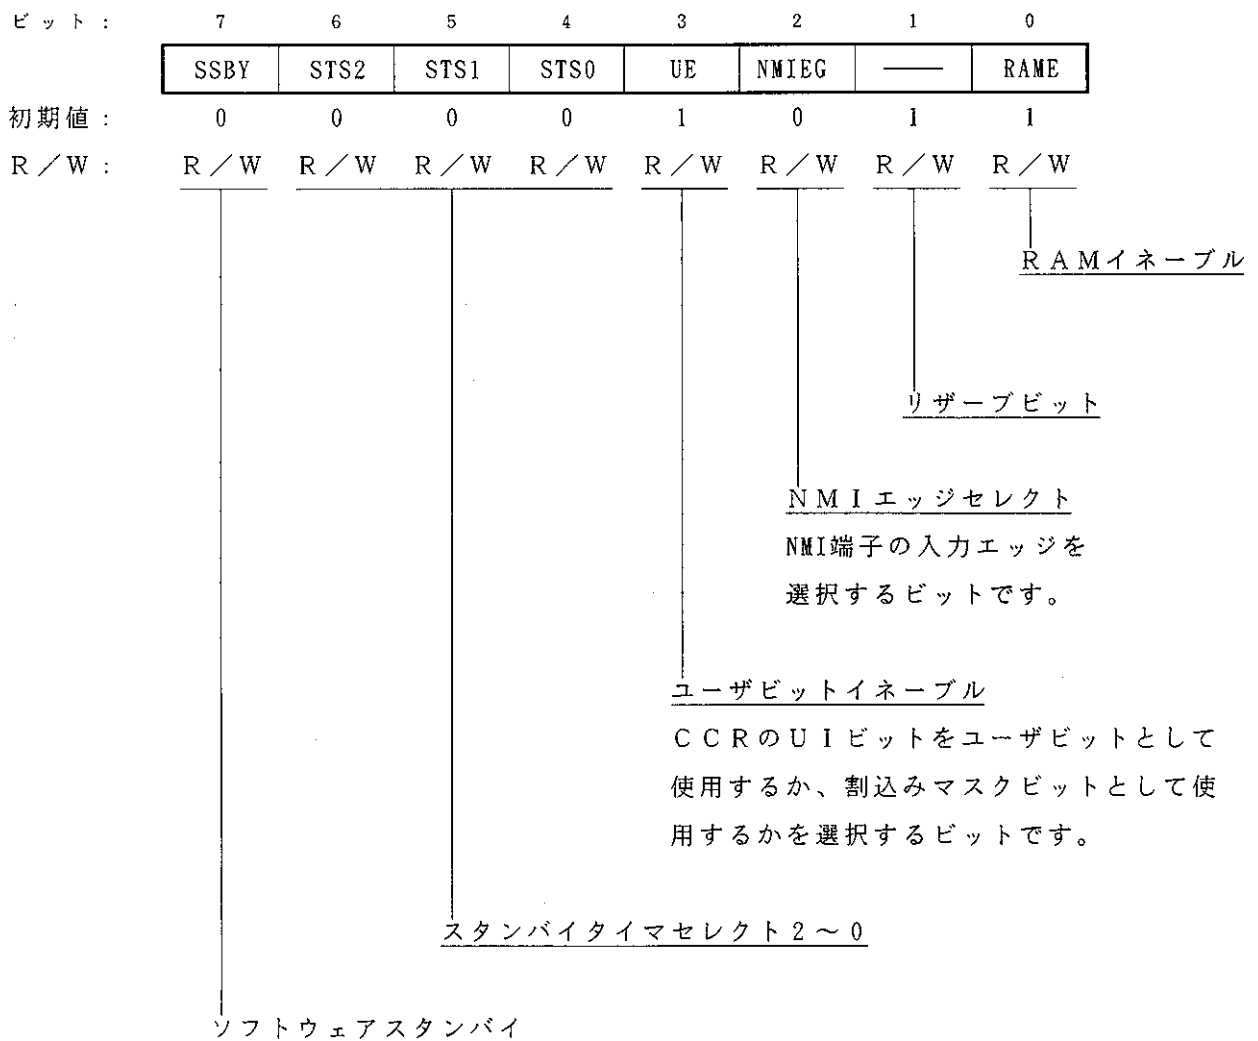 ビット： 7 6 5 4 3 2 1 0
SSBY STS2 STS1 STS0 UE NMIEG ── RAME
初期値： 0 0 0 0 1 0 1 1
R／W： R／W R／W R／W R／W R／W R／W R／W R／W
RAMイネーブル
リザーブビット
NMIエッジセレクト
NMI端子の入力エッジを
選択するビットです。
ユーザビットイネーブル
CCRのUIビットをユーザビットとして
使用するか、割込みマスクビットとして使
用するかを選択するビットです。
スタンバイタイマセレクト2～0
ソフトウェアスタンバイ